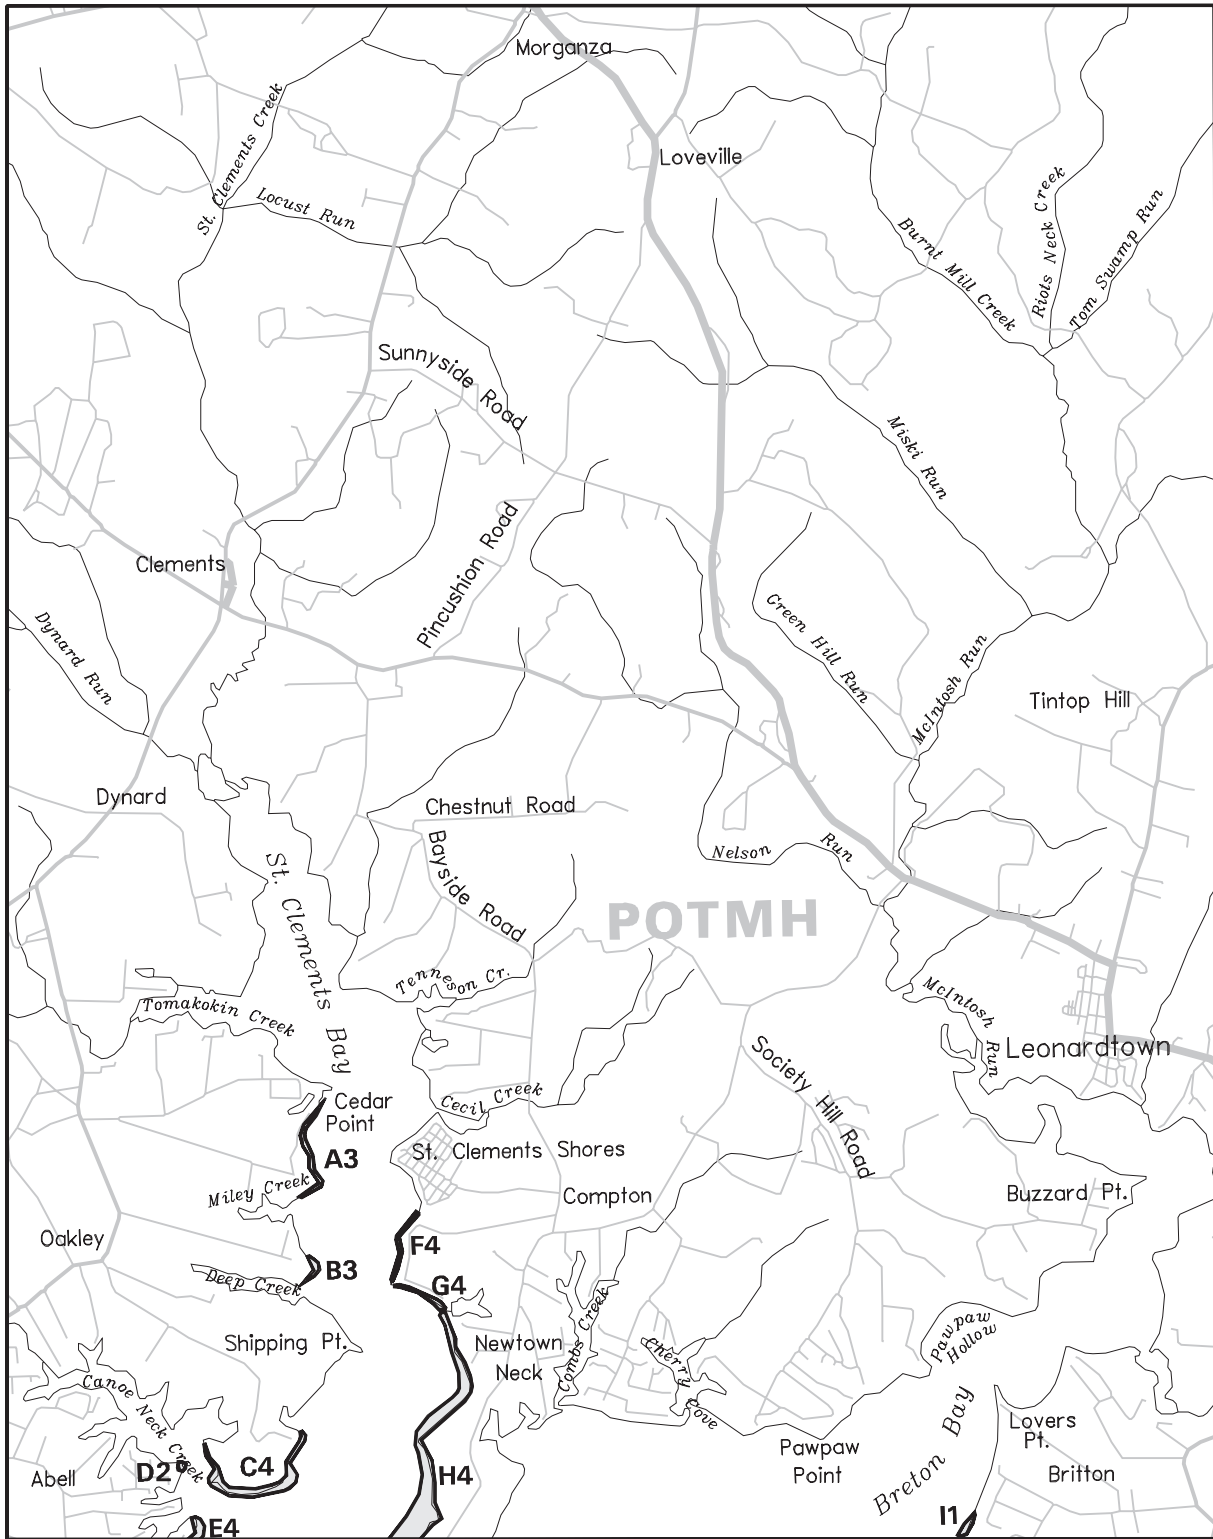 Morganza
Loveville
St. Clements Creek
Locust Run
Burnt Mill Creek
Riots Neck Creek
Tom Swamp Run
Sunnyside Road
Miski Run
Pincushion Road
Clements
Dynard Run
Green Hill Run
McIntosh Run
Tintop Hill
Dynard
Chestnut Road
Bayside Road
Nelson Run
St. Clements Bay
POTMH
Tenneson Cr.
Tomakokin Creek
McIntosh Run
Leonardtown
Society Hill Road
Cedar
Point
Cecil Creek
A3
St. Clements Shores
Miley Creek
Compton
Buzzard Pt.
Oakley
F4
B3
Deep Creek
G4
Shipping Pt.
Newtown
Neck
Combs Creek
Cherry Cove
Pawpaw
Hollow
Canoe Neck Creek
Breton Bay
Lovers
Pt.
Pawpaw
Point
Abell
D2
C4
H4
Britton
E4
I1